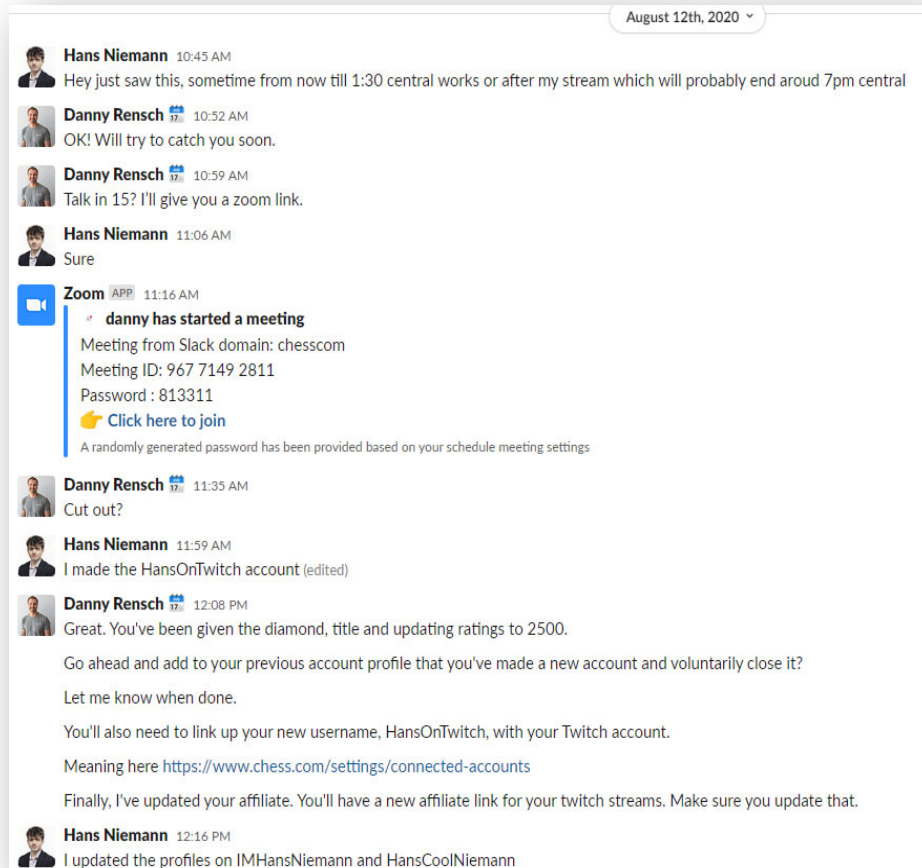 August 12th, 2020
Hans Niemann 10:45 AM
Hey just saw this, sometime from now till 1:30 central works or after my stream which will probably end aroud 7pm central
Danny Rensch 17 10:52 AM
OK! Will try to catch you soon.
Danny Rensch 17 10:59 AM
Talk in 15? I'll give you a zoom link.
Hans Niemann 11:06 AM
Sure
Zoom APP 11:16 AM
danny has started a meeting
Meeting from Slack domain: chesscom
Meeting ID: 967 7149 2811
Password : 813311
👉 Click here to join
A randomly generated password has been provided based on your schedule meeting settings
Danny Rensch 17 11:35 AM
Cut out?
Hans Niemann 11:59 AM
I made the HansOnTwitch account (edited)
Danny Rensch 17 12:08 PM
Great. You've been given the diamond, title and updating ratings to 2500.
Go ahead and add to your previous account profile that you've made a new account and voluntarily close it?
Let me know when done.
You'll also need to link up your new username, HansOnTwitch, with your Twitch account.
Meaning here https://www.chess.com/settings/connected-accounts
Finally, I've updated your affiliate. You'll have a new affiliate link for your twitch streams. Make sure you update that.
Hans Niemann 12:16 PM
I updated the profiles on IMHansNiemann and HansCoolNiemann